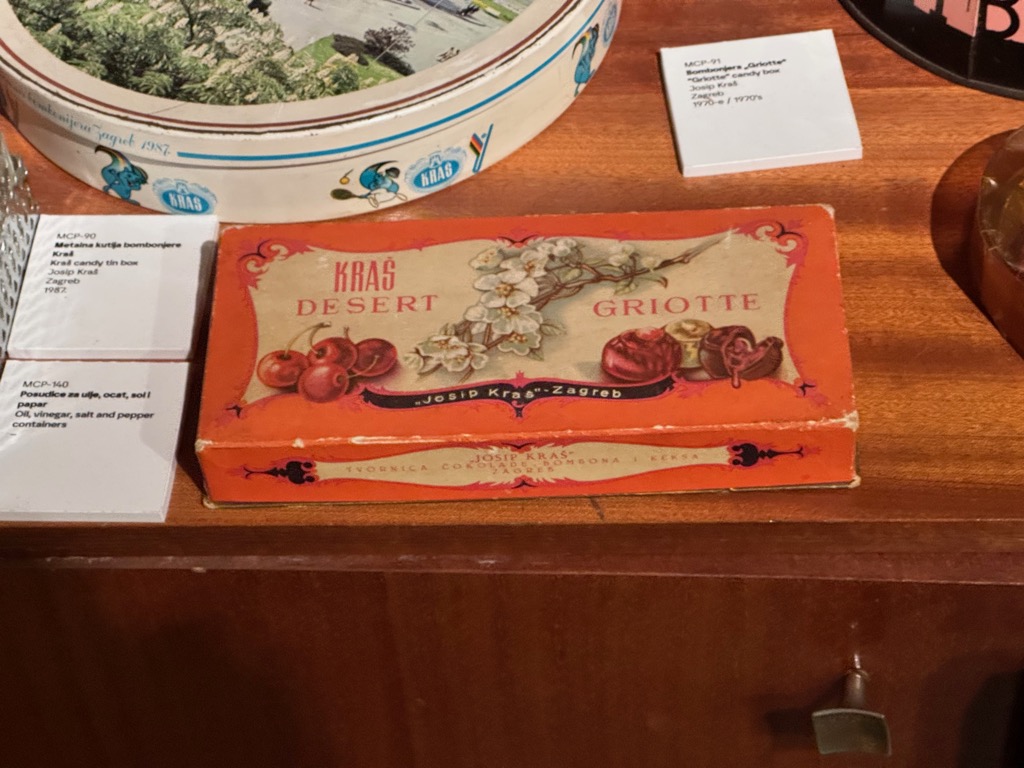 Bombonijera Zagreb 1987.
KRAŠ
KRAŠ
MCP-91
Bombonjera „Griotte"
"Griotte" candy box
Josip Kraš
Zagreb
1970-e / 1970's
MCP-90
Metalna kutija bombonjere
Kraš
Kraš candy tin box
Josip Kraš
Zagreb
1987.
MCP-140
Posudice za ulje, ocat, sol i
papar
Oil, vinegar, salt and pepper
containers
KRAŠ
DESERT
GRIOTTE
„Josip Kraš"-Zagreb
„JOSIP KRAŠ"
TVORNICA ČOKOLADE, BOMBONA I KEKSA
ZAGREB